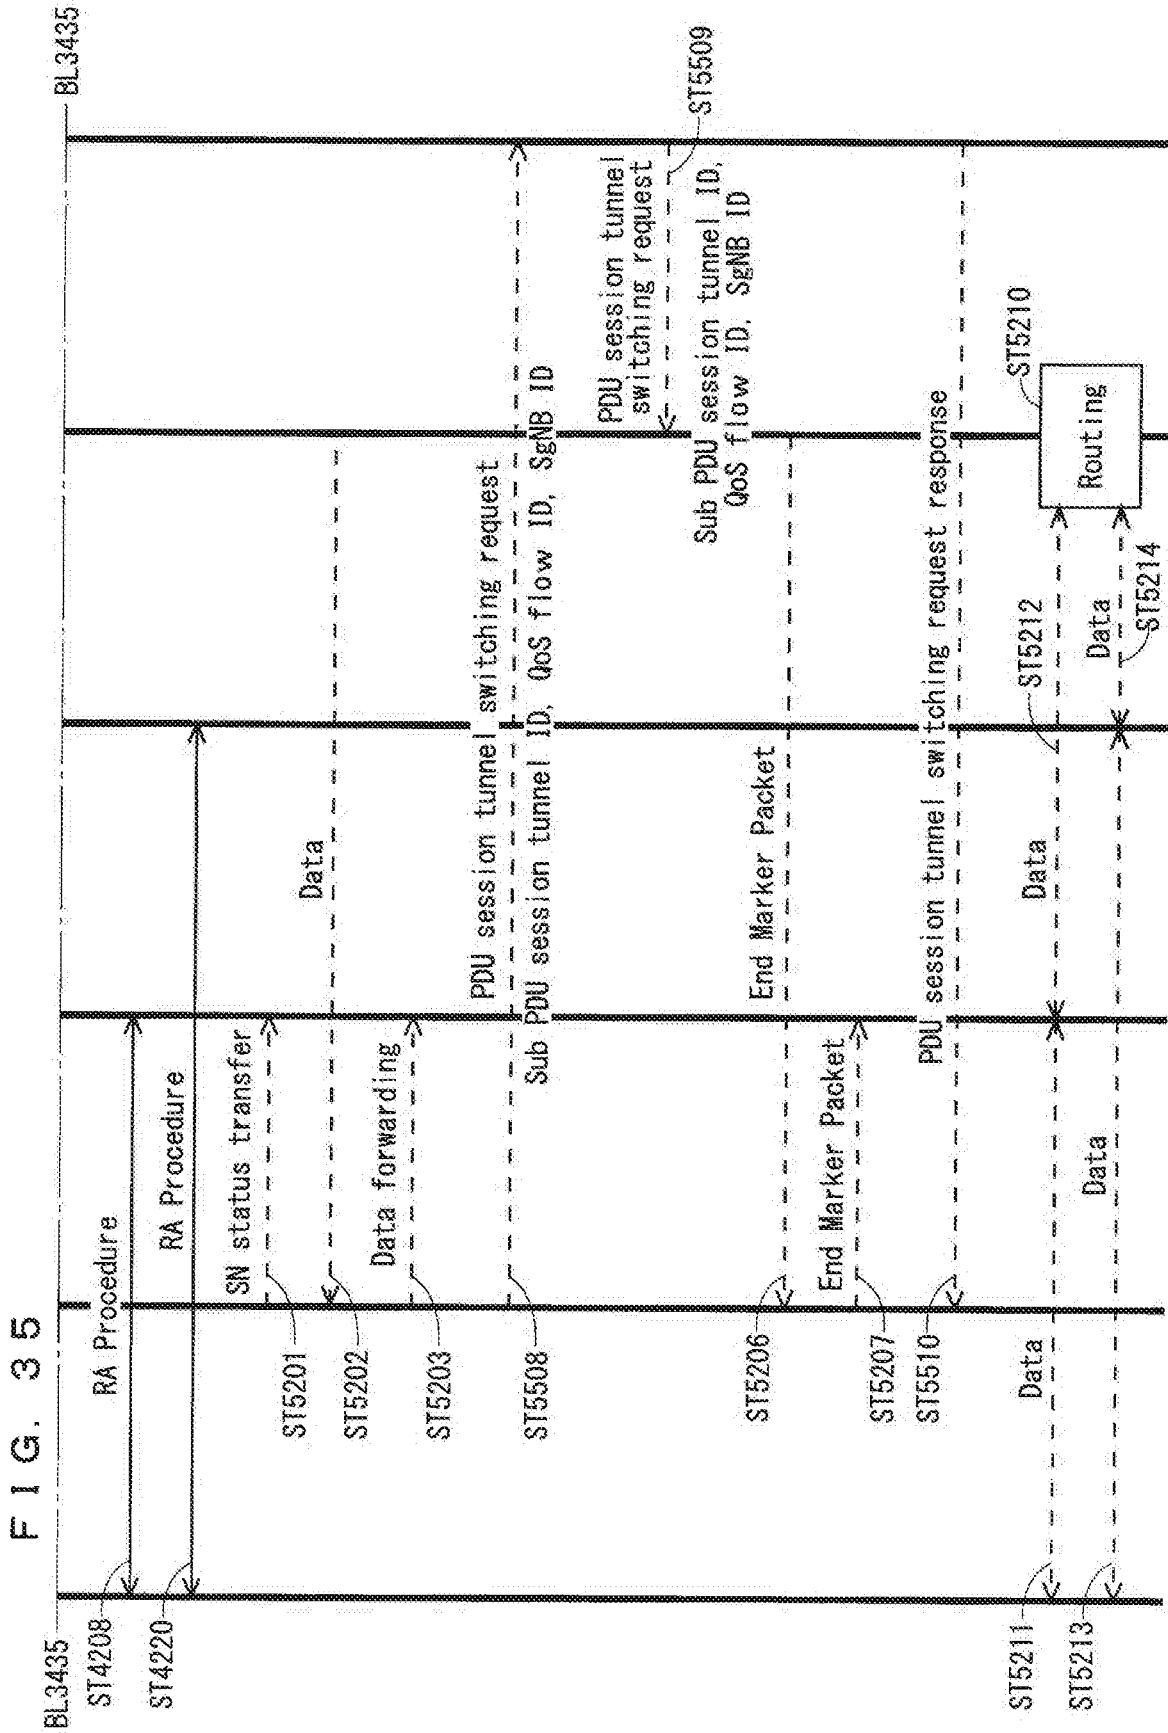 FIG. 35
BL3435
BL3435
ST4208
RA Procedure
ST4220
RA Procedure
SN status transfer
ST5201
Data
ST5202
Data forwarding
ST5203
PDU session tunnel switching request
ST5508
Sub PDU session tunnel ID, QoS flow ID, SgNB ID
PDU session tunnel
switching request
ST5509
Sub PDU session tunnel ID,
QoS flow ID, SgNB ID
End Marker Packet
ST5206
End Marker Packet
ST5207
PDU session tunnel switching request response
ST5510
ST5210
Routing
Data
Data
ST5212
ST5211
Data
Data
ST5214
ST5213